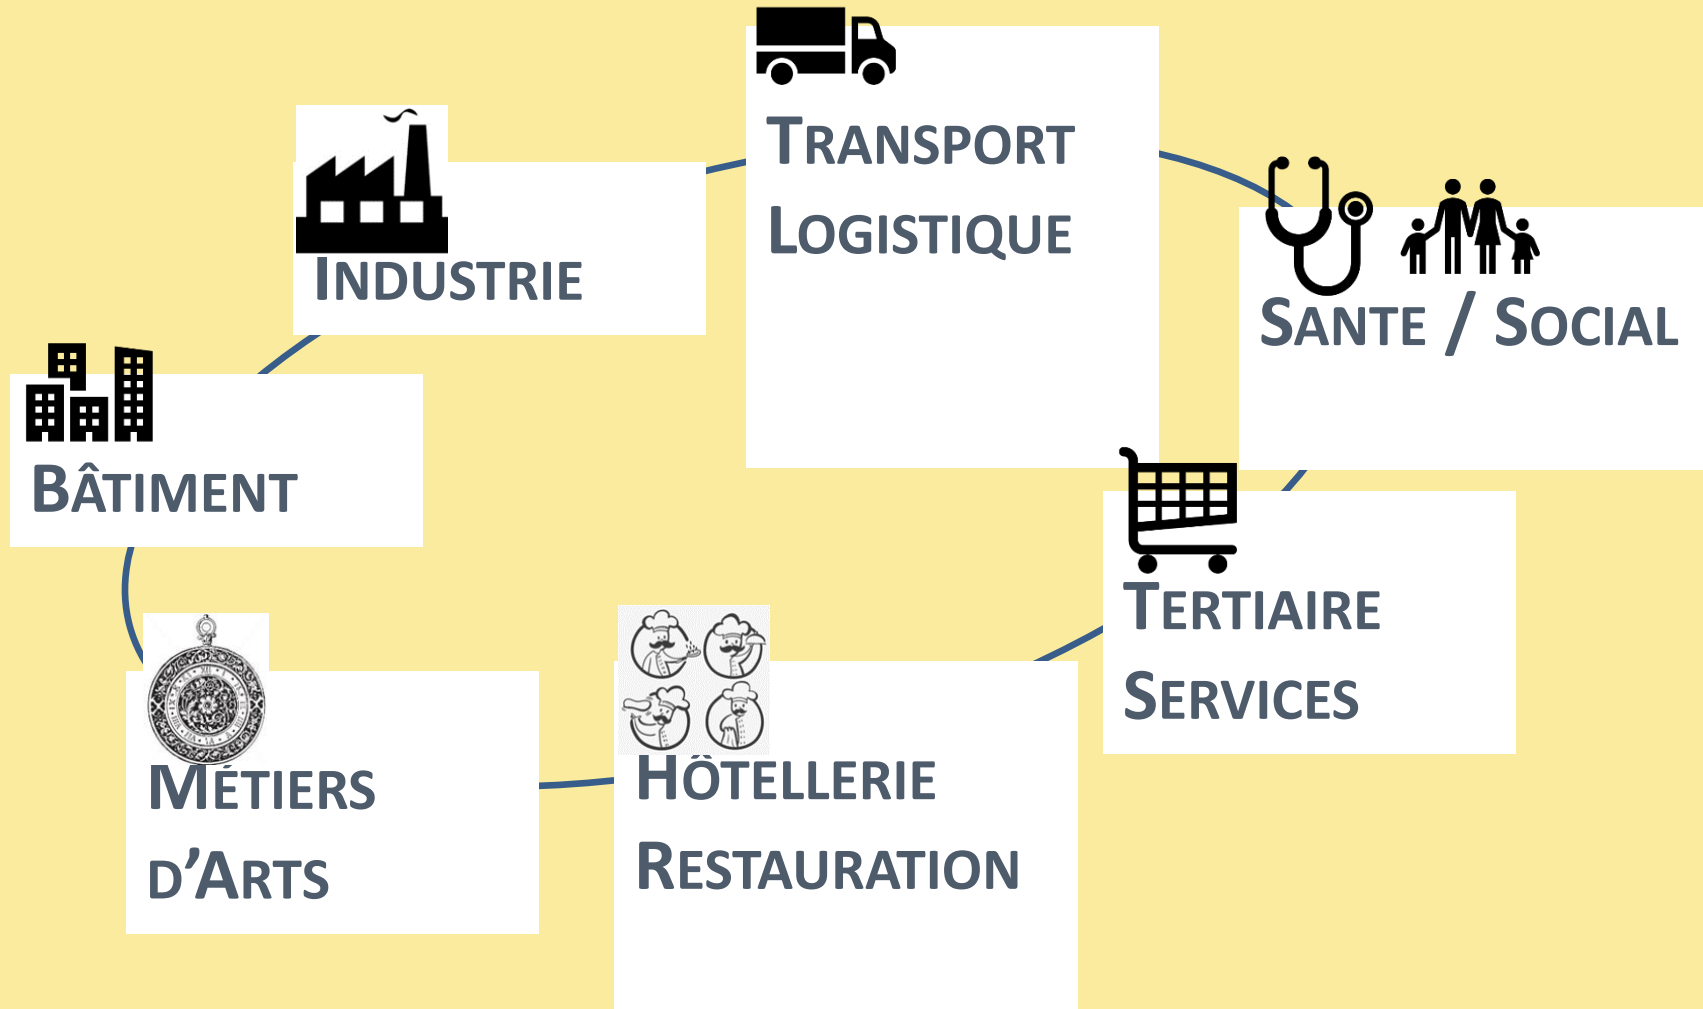 TRANSPORT
LOGISTIQUE
INDUSTRIE
SANTE / SOCIAL
BÂTIMENT
TERTIAIRE
SERVICES
MÉTIERS
D’ARTS
HÔTELLERIE
RESTAURATION